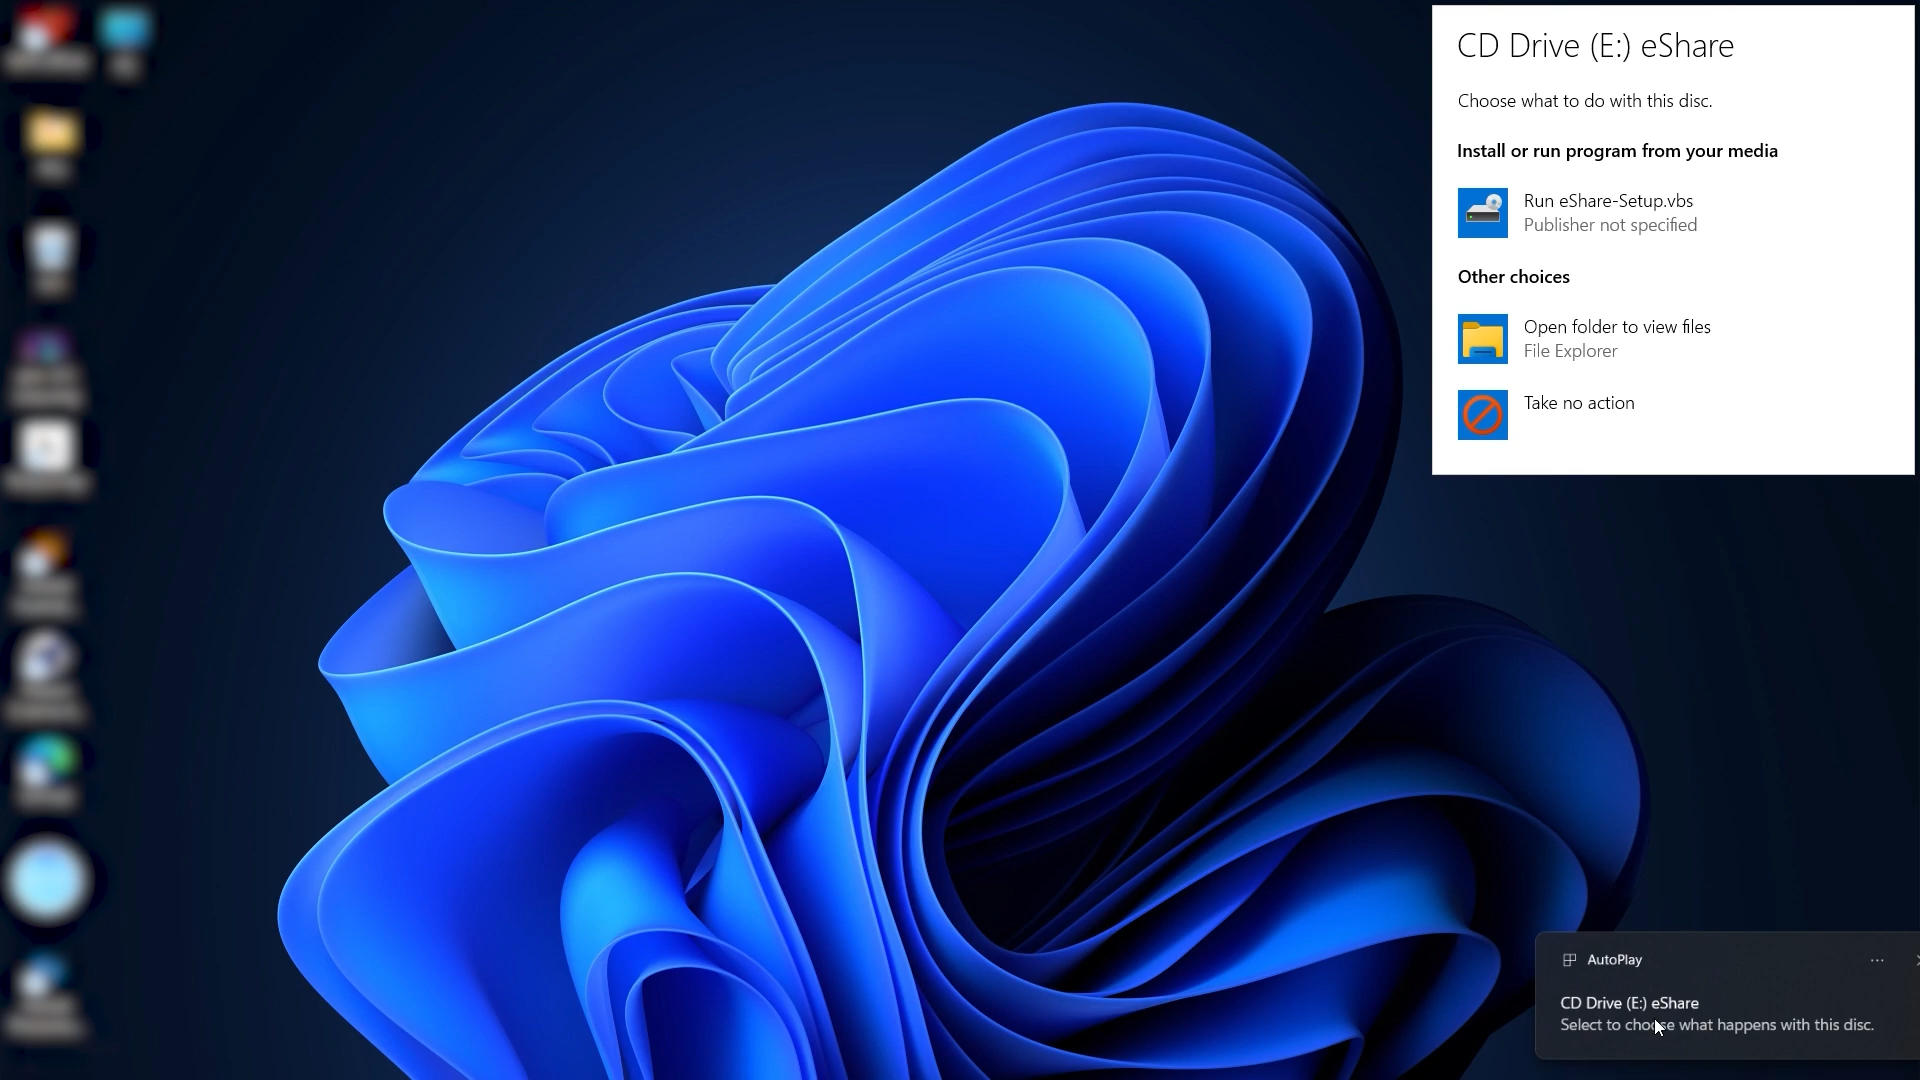 CD Drive (E:) eShare
Choose what to do with this disc.
Install or run program from your media
Run eShare-Setup.vbs
Publisher not specified
Other choices
Open folder to view files
File Explorer
Take no action
AutoPlay
CD Drive (E:) eShare
Select to choose what happens with this disc.